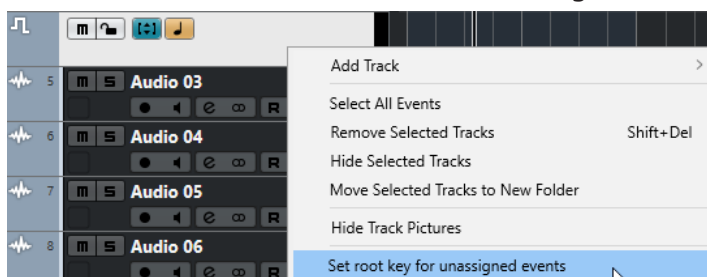 m
Add Track
5 m S Audio 03
e R
Select All Events
6 m S Audio 04
Remove Selected Tracks Shift+Del
e R
Hide Selected Tracks
7 m S Audio 05
Move Selected Tracks to New Folder
e R
Hide Track Pictures
8 m S Audio 06
Set root key for unassigned events
e R